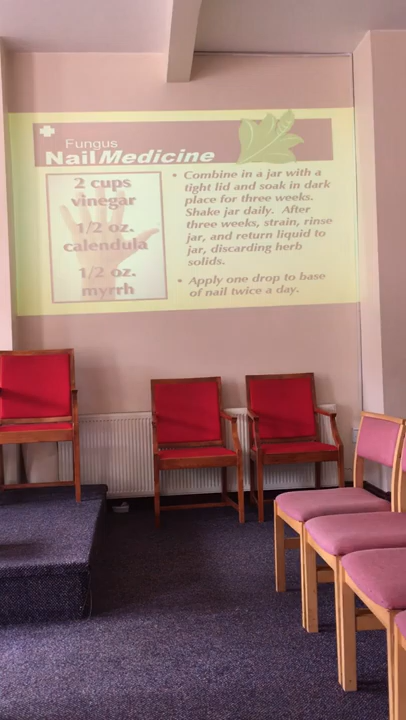 Fungus
Nail Medicine
2 cups
vinegar
1/2 oz.
calendula
1/2 oz.
myrrh
• Combine in a jar with a
tight lid and soak in dark
place for three weeks.
Shake jar daily. After
three weeks, strain, rinse
jar, and return liquid to
jar, discarding herb
solids.
• Apply one drop to base
of nail twice a day.